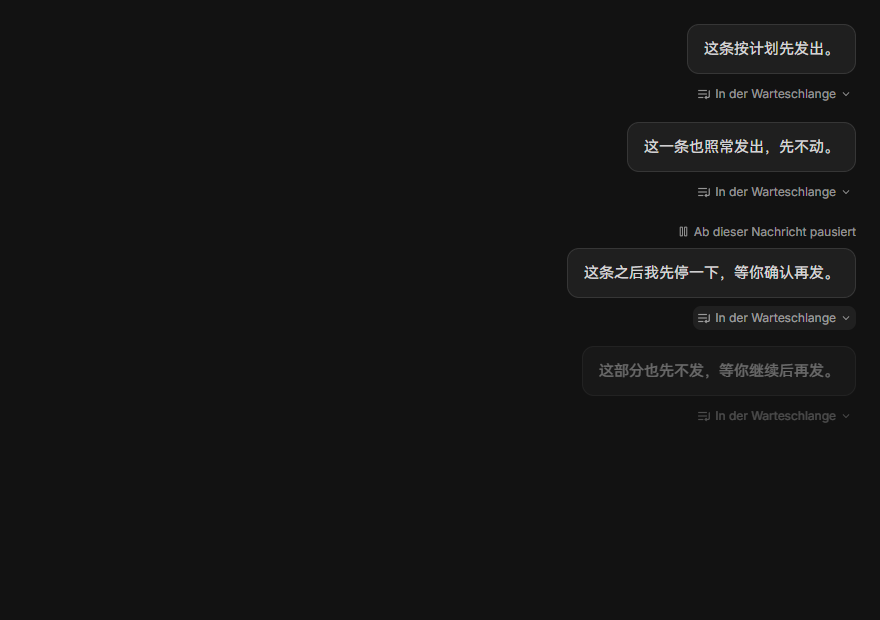 这条按计划先发出。
In der Warteschlange
这一条也照常发出，先不动。
In der Warteschlange
Ab dieser Nachricht pausiert
这条之后我先停一下，等你确认再发。
In der Warteschlange
这部分也先不发，等你继续后再发。
In der Warteschlange